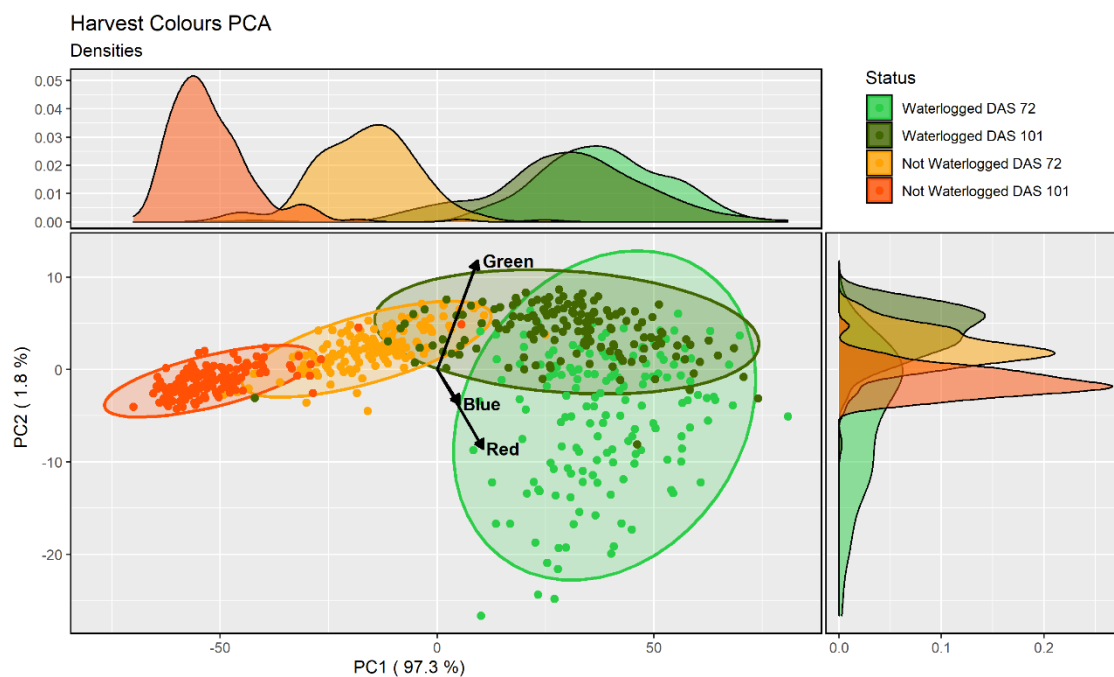 Harvest Colours PCA
Densities
0.05
0.04
0.03
0.02
0.01
0.00
Status
Waterlogged DAS 72
Waterlogged DAS 101
Not Waterlogged DAS 72
Not Waterlogged DAS 101
10
0
-10
-20
PC2 ( 1.8 %)
Green
Blue
Red
-50
0
50
PC1 ( 97.3 %)
0.0
0.1
0.2